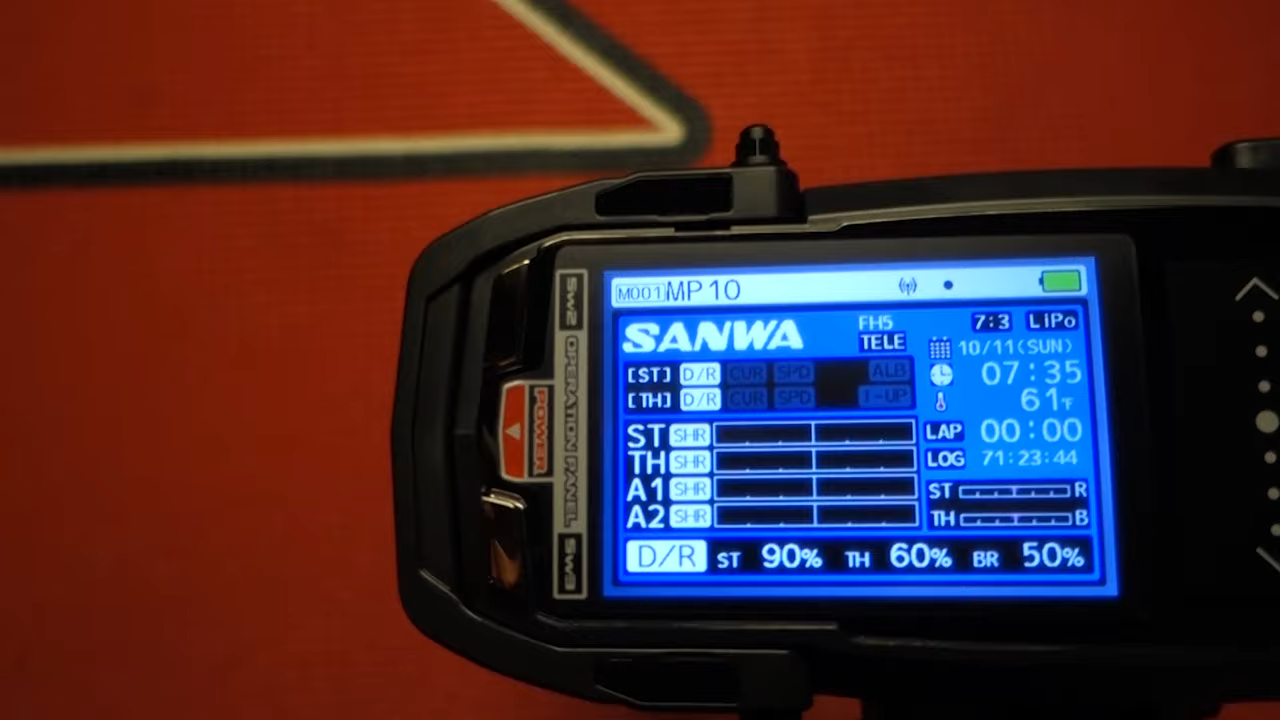 M001 MP10
SANWA
FH5
TELE
7:3 LiPo
10/11(SUN)
07:35
61°F
[ST] D/R CUR SPD ALB
[TH] D/R CUR SPD T-UP
ST SHR
TH SHR
A1 SHR
A2 SHR
LAP 00:00
LOG 71:23:44
ST R
TH B
D/R ST 90% TH 60% BR 50%
SW2 OPERATION PANEL SW3
POWER